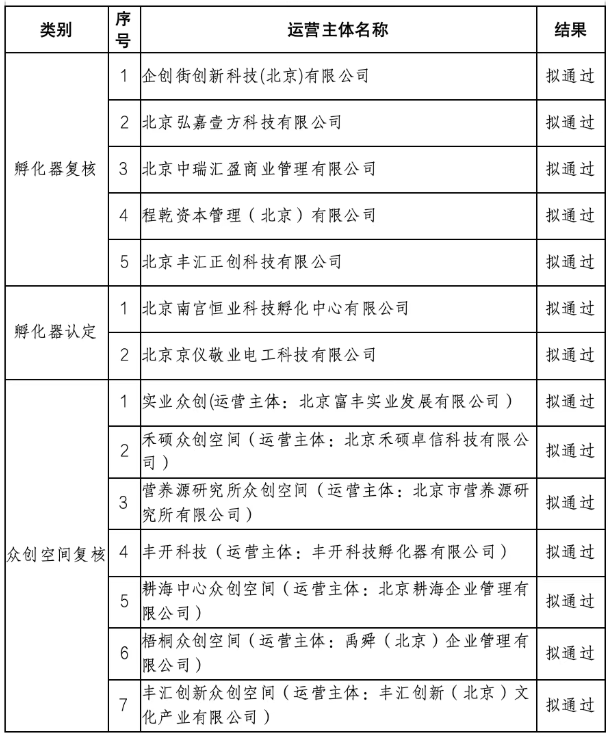 类别 序号 运营主体名称 结果
孵化器复核
1 企创街创新科技(北京)有限公司 拟通过
2 北京弘嘉壹方科技有限公司 拟通过
3 北京中瑞汇盈商业管理有限公司 拟通过
4 程乾资本管理（北京）有限公司 拟通过
5 北京丰汇正创科技有限公司 拟通过
孵化器认定
1 北京南宫恒业科技孵化中心有限公司 拟通过
2 北京京仪敬业电工科技有限公司 拟通过
众创空间复核
1 实业众创(运营主体：北京富丰实业发展有限公司） 拟通过
2 禾硕众创空间（运营主体：北京禾硕卓信科技有限公
司） 拟通过
3 营养源研究所众创空间（运营主体：北京市营养源研
究所有限公司） 拟通过
4 丰开科技（运营主体：丰开科技孵化器有限公司） 拟通过
5 耕海中心众创空间（运营主体：北京耕海企业管理有
限公司） 拟通过
6 梧桐众创空间（运营主体：禹舜（北京）企业管理有
限公司） 拟通过
7 丰汇创新众创空间（运营主体：丰汇创新（北京）文
化产业有限公司） 拟通过